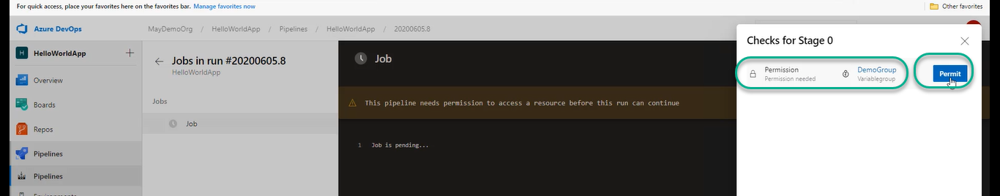 For quick access, place your favorites here on the favorites bar. Manage favorites now
Other favorites
Azure DevOps
MayDemoOrg / HelloWorldApp / Pipelines / HelloWorldApp / 20200605.8
H HelloWorldApp
Overview
Boards
Repos
Pipelines
Pipelines
Environments
Jobs in run #20200605.8
HelloWorldApp
Jobs
Job
Job
This pipeline needs permission to access a resource before this run can continue
1 Job is pending...
Checks for Stage 0
Permission
Permission needed
DemoGroup
Variablegroup
Permit